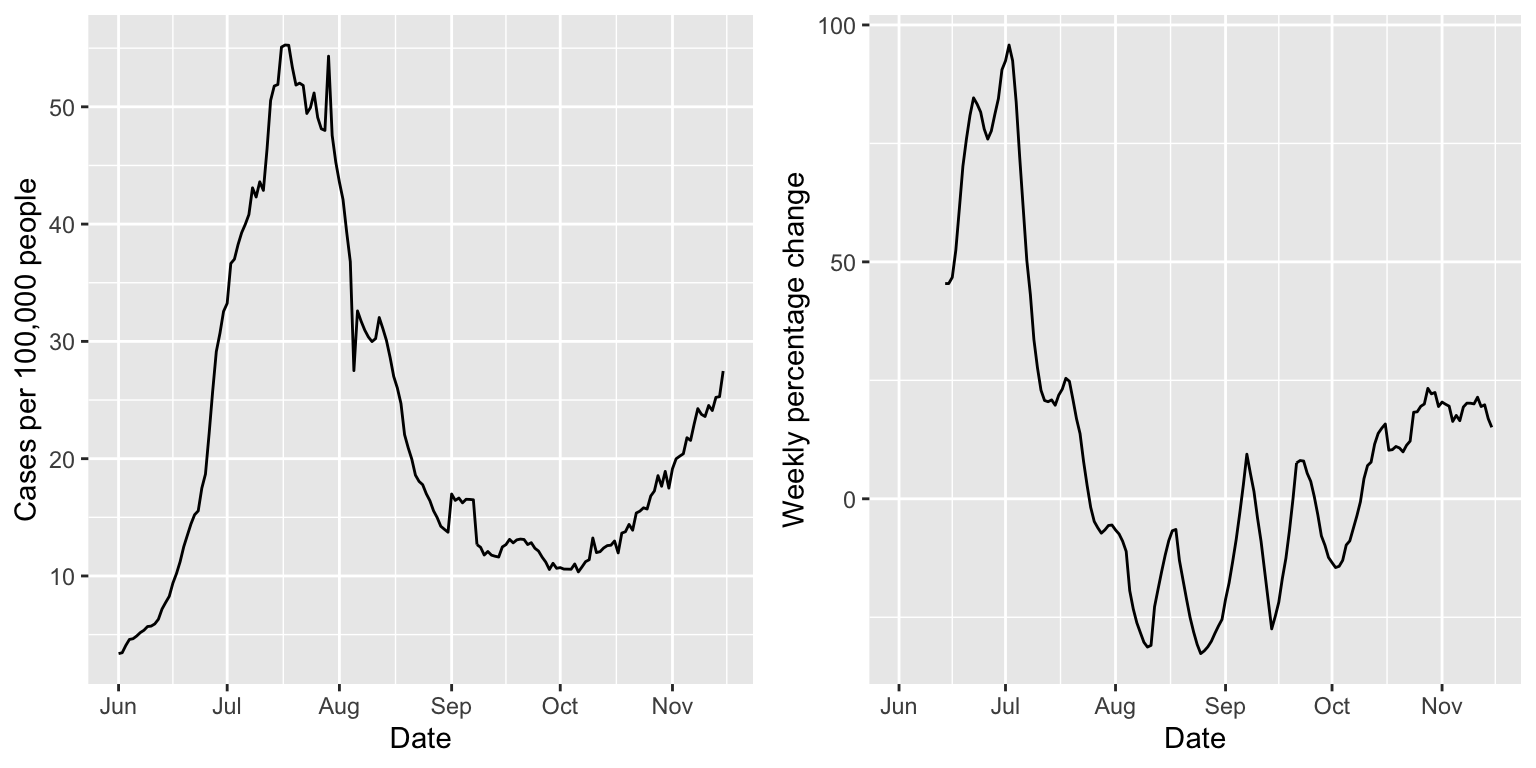 Cases per 100,000 people
50
40
30
20
10
Jun Jul Aug Sep Oct Nov
Date
Weekly percentage change
100
50
0
Jun Jul Aug Sep Oct Nov
Date